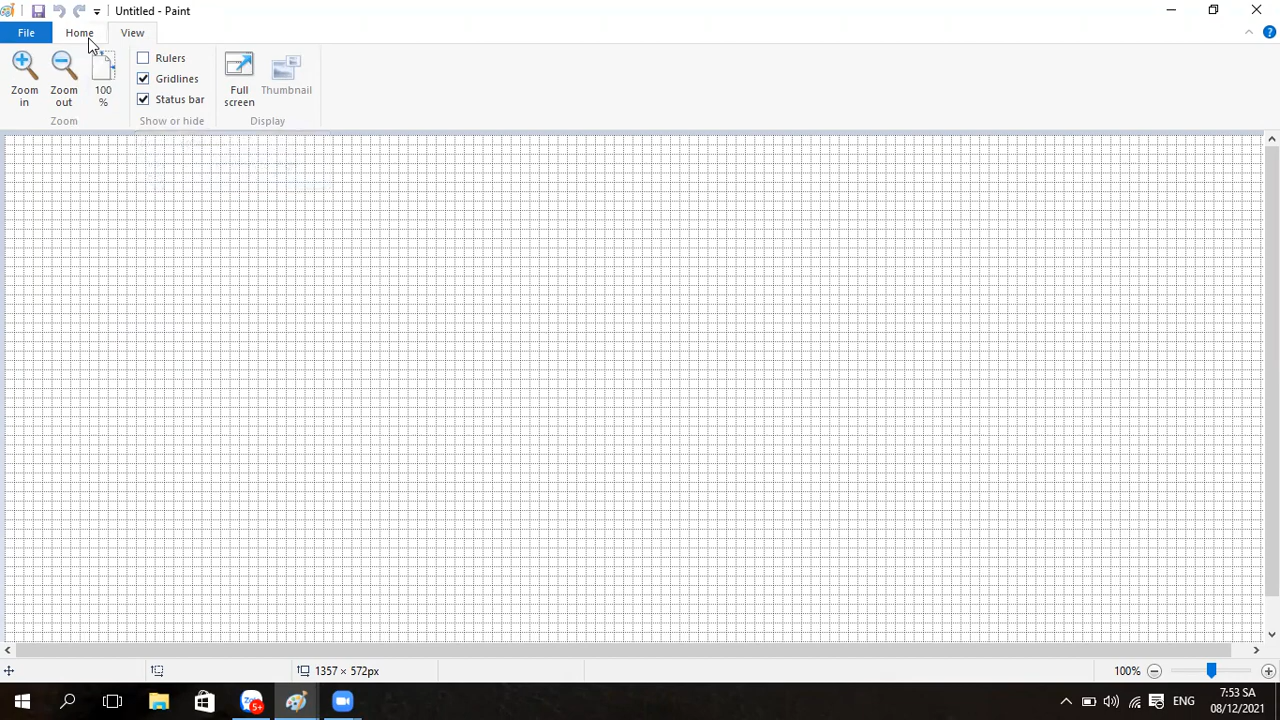 Untitled - Paint
File Home View
Zoom in
Zoom out
100 %
Rulers
Gridlines
Status bar
Full screen
Thumbnail
Zoom
Show or hide
Display
1357 × 572px
100%
5+
ENG
7:53 SA
08/12/2021